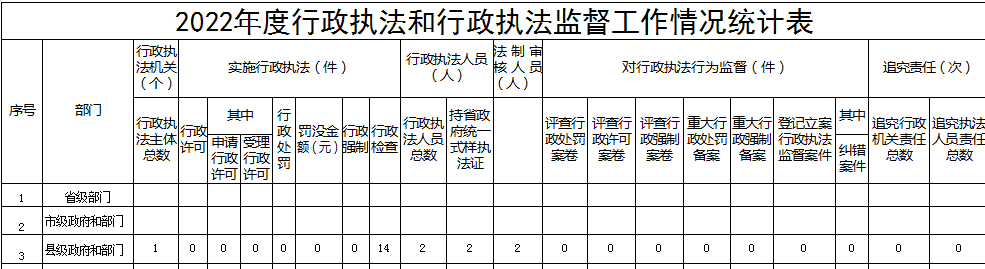 2022年度行政执法和行政执法监督工作情况统计表
序号
部门
行政执
法机关
（个）
实施行政执法（件）
行政执法人员
（人）
法制审
核人员
（人）
对行政执法行为监督（件）
追究责任（次）
行政执
法主体
总数
行政
许可
其中
申请
行政
许可
受理
行政
许可
行政
处罚
罚没金
额（元）
行政
强制
行政
检查
行政执
法人员
总数
持省政
府统一
式样执
法证
评查行
政处罚
案卷
评查行
政许可
案卷
评查行
政强制
案卷
重大行
政处罚
备案
重大行
政强制
备案
登记立案
行政执法
监督案件
其中
纠错
案件
追究行政
机关责任
总数
追究执法
人员责任
总数
1 省级部门
2 市级政府和部门
3 县级政府和部门 1 0 0 0 0 0 0 14 2 2 2 0 0 0 0 0 0 0 0 0